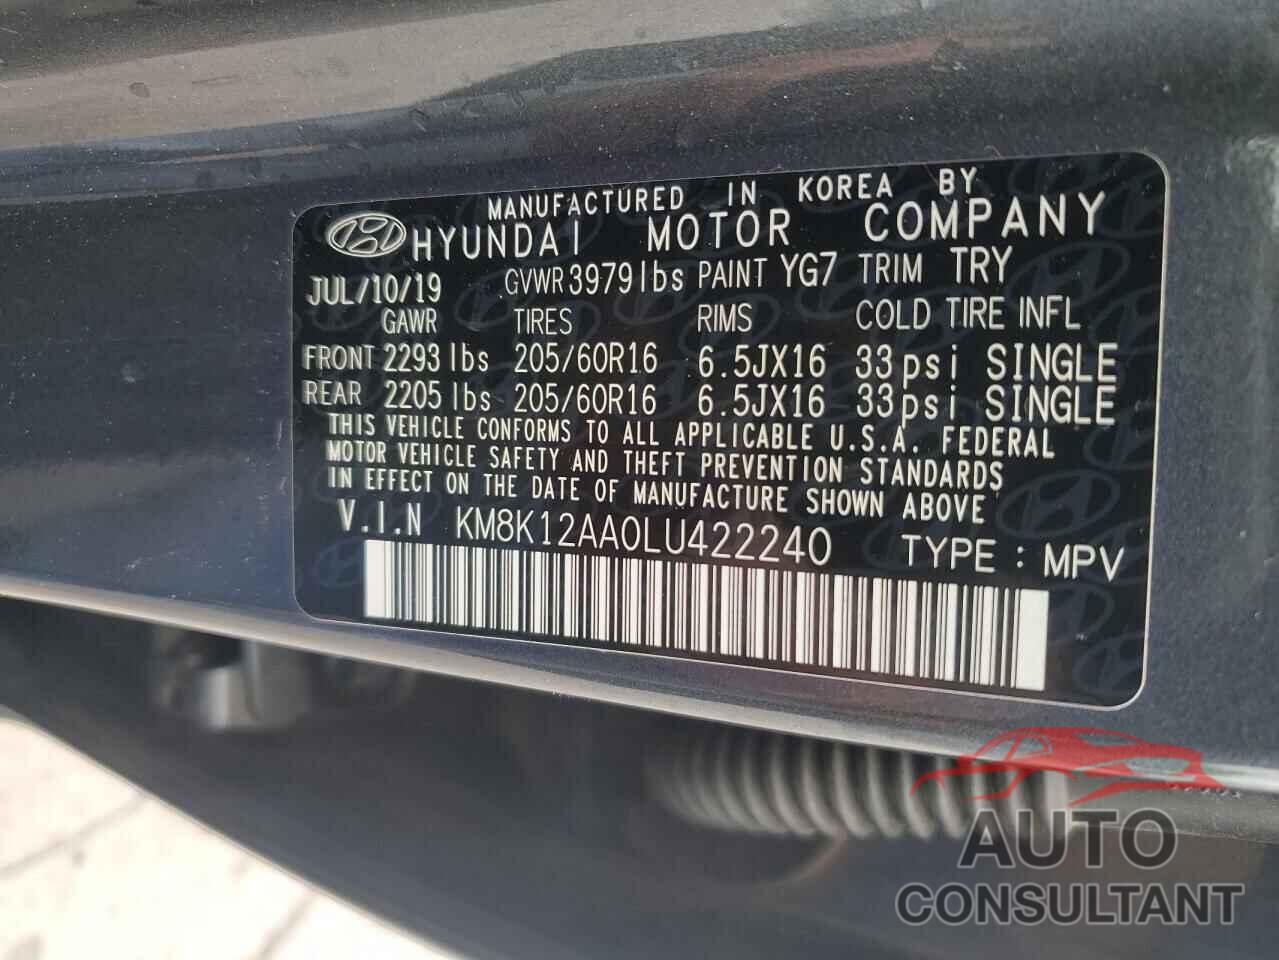 MANUFACTURED IN KOREA BY
HYUNDAI MOTOR COMPANY
JUL/10/19 GVWR 3979lbs PAINT YG7 TRIM TRY
GAWR TIRES RIMS COLD TIRE INFL
FRONT 2293lbs 205/60R16 6.5JX16 33psi SINGLE
REAR 2205lbs 205/60R16 6.5JX16 33psi SINGLE
THIS VEHICLE CONFORMS TO ALL APPLICABLE U.S.A. FEDERAL
MOTOR VEHICLE SAFETY AND THEFT PREVENTION STANDARDS
IN EFFECT ON THE DATE OF MANUFACTURE SHOWN ABOVE
V.I.N KM8K12AA0LU422240 TYPE : MPV
AUTO
CONSULTANT